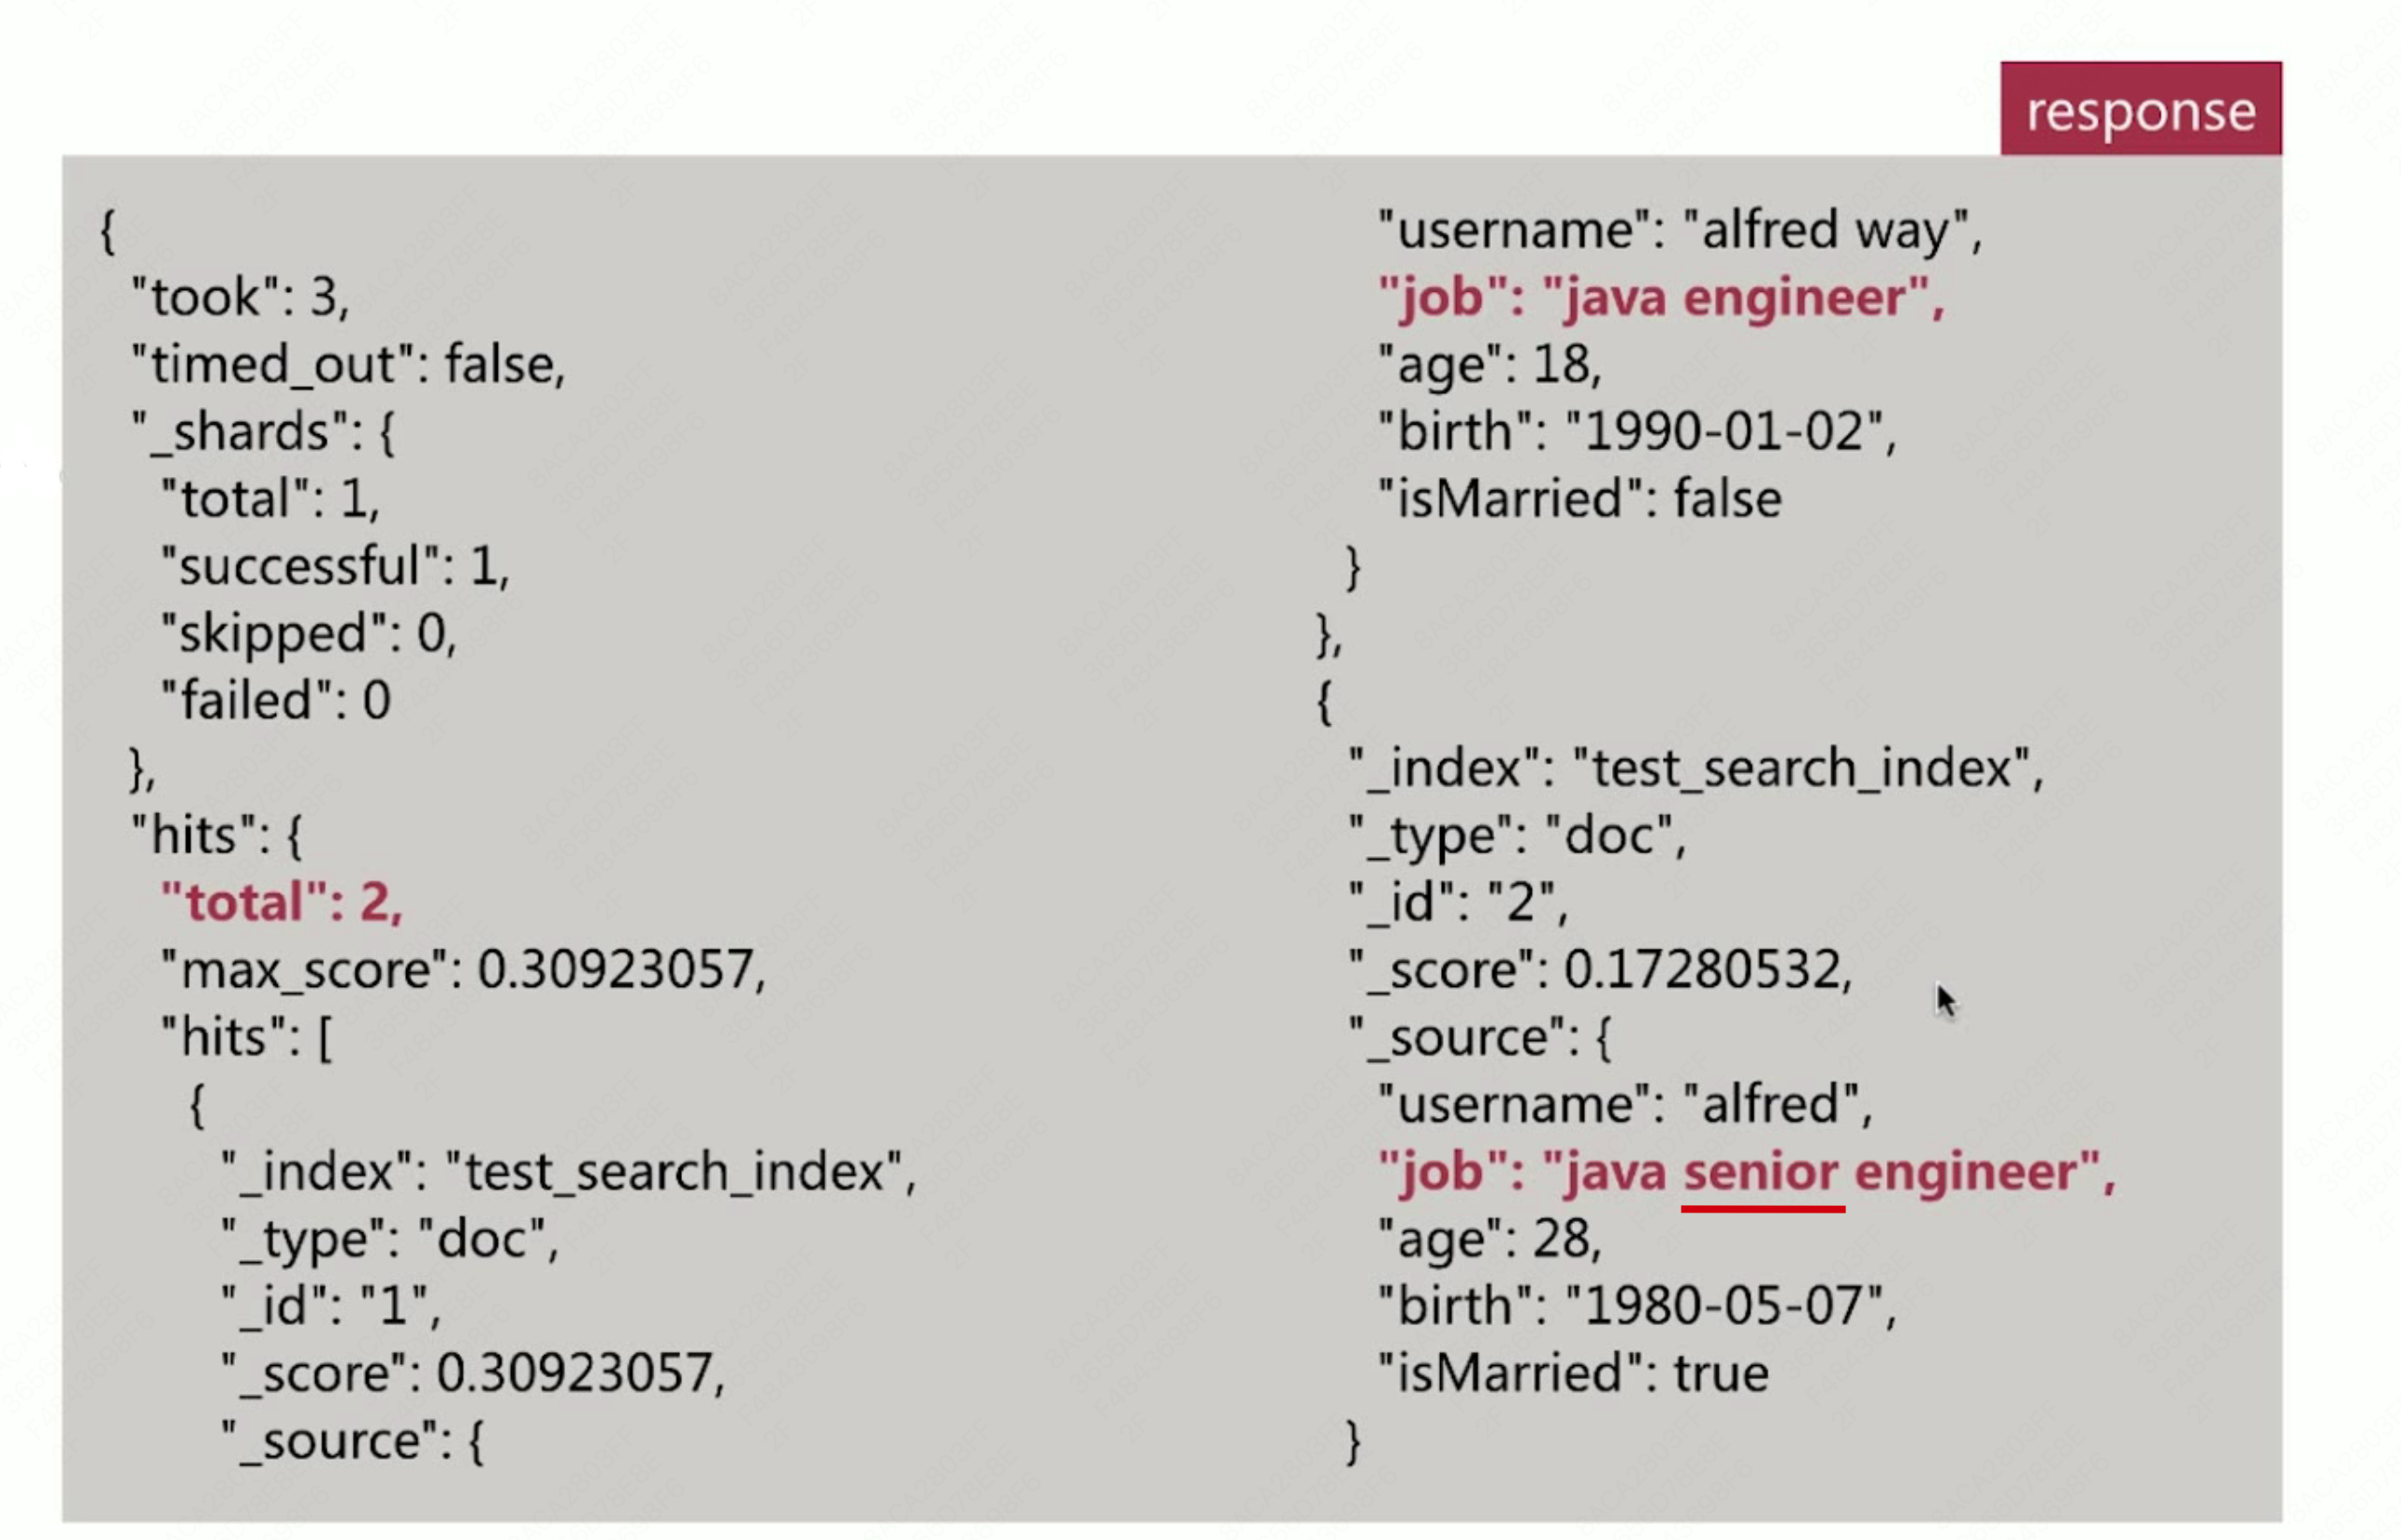 response
{
"took": 3,
"timed_out": false,
"_shards": {
"total": 1,
"successful": 1,
"skipped": 0,
"failed": 0
},
"hits": {
"total": 2,
"max_score": 0.30923057,
"hits": [
{
"_index": "test_search_index",
"_type": "doc",
"_id": "1",
"_score": 0.30923057,
"_source": {
"username": "alfred way",
"job": "java engineer",
"age": 18,
"birth": "1990-01-02",
"isMarried": false
}
},
{
"_index": "test_search_index",
"_type": "doc",
"_id": "2",
"_score": 0.17280532,
"_source": {
"username": "alfred",
"job": "java senior engineer",
"age": 28,
"birth": "1980-05-07",
"isMarried": true
}